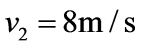 v₂ = 8m / s